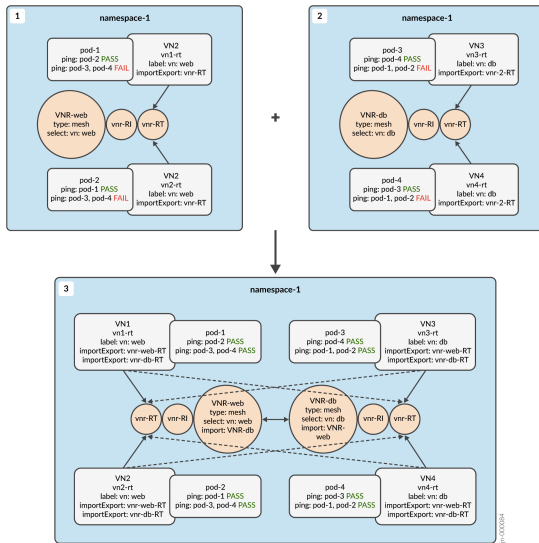 1
namespace-1
pod-1
ping: pod-2 PASS
ping: pod-3, pod-4 FAIL
VN2
vn1-rt
label: vn: web
importExport: vnr-RT
VNR-web
type: mesh
select: vn: web
vnr-RI
vnr-RT
pod-2
ping: pod-1 PASS
ping: pod-3, pod-4 FAIL
VN2
vn2-rt
label: vn: web
importExport: vnr-RT
+
2
namespace-1
pod-3
ping: pod-4 PASS
ping: pod-1, pod-2 FAIL
VN3
vn3-rt
label: vn: db
importExport: vnr-2-RT
VNR-db
type: mesh
select: vn: db
vnr-RI
vnr-RT
pod-4
ping: pod-3 PASS
ping: pod-1, pod-2 FAIL
VN4
vn4-rt
label: vn: db
importExport: vnr-2-RT
3
namespace-1
VN1
vn1-rt
label: vn: web
importExport: vnr-web-RT
importExport: vnr-db-RT
pod-1
ping: pod-2 PASS
ping: pod-3, pod-4 PASS
pod-3
ping: pod-4 PASS
ping: pod-1, pod-2 PASS
VN3
vn3-rt
label: vn: db
importExport: vnr-web-RT
importExport: vnr-db-RT
vnr-RT
vnr-RI
VNR-web
type: mesh
select: vn: web
import: VNR-db
VNR-db
type: mesh
select: vn: db
import: VNR-
web
vnr-RI
vnr-RT
VN2
vn2-rt
label: vn: web
importExport: vnr-web-RT
importExport: vnr-db-RT
pod-2
ping: pod-1 PASS
ping: pod-3, pod-4 PASS
pod-4
ping: pod-3 PASS
ping: pod-1, pod-2 PASS
VN4
vn4-rt
label: vn: db
importExport: vnr-web-RT
importExport: vnr-db-RT
jn-000084